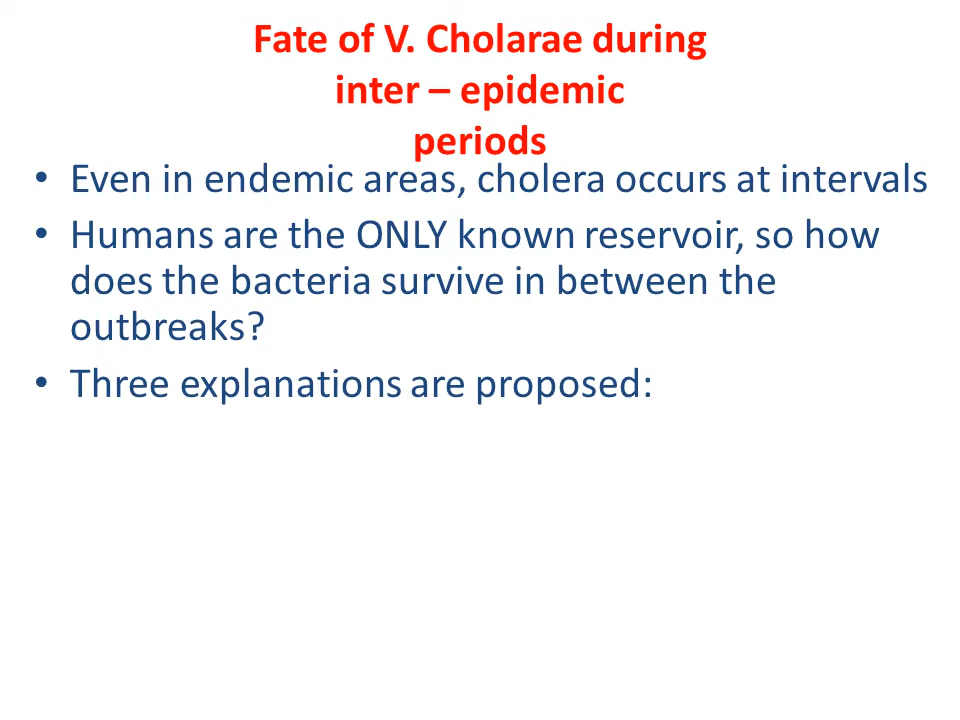 Fate of V. Cholarae during
inter – epidemic
periods
• Even in endemic areas, cholera occurs at intervals
• Humans are the ONLY known reservoir, so how
does the bacteria survive in between the
outbreaks?
• Three explanations are proposed: